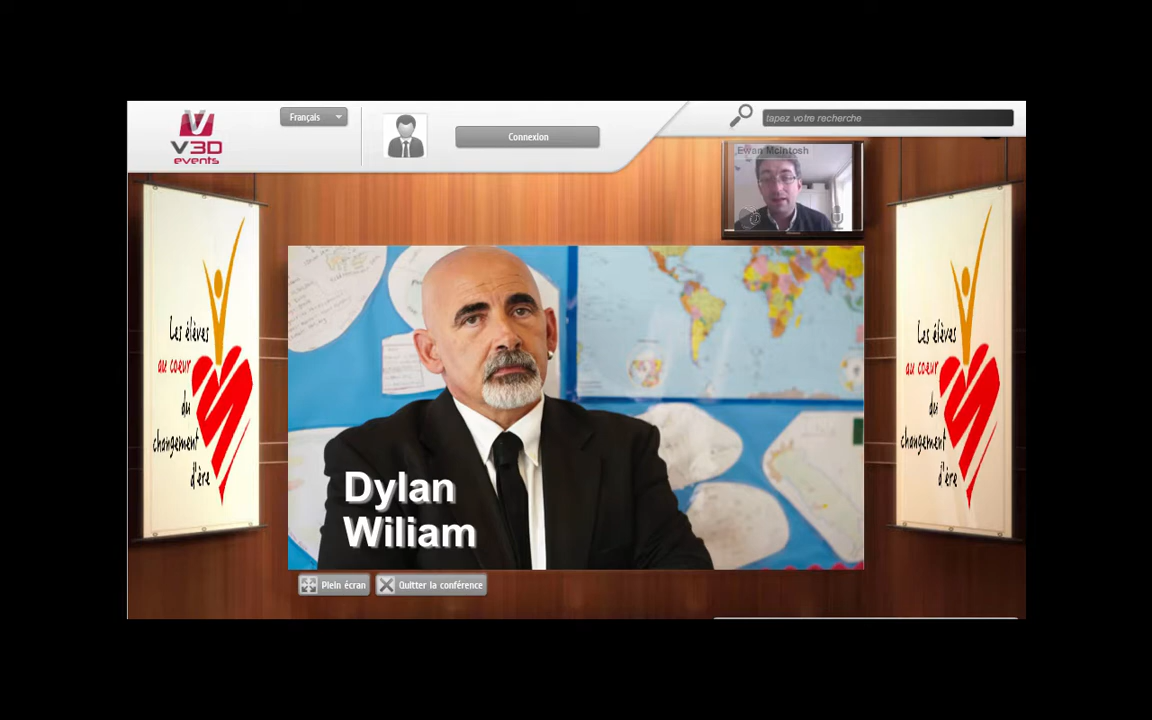 V3D
events
Français
Connexion
tapez votre recherche
Ewan McIntosh
Les élèves
au coeur
du
changement
d'ère
Dylan
Wiliam
Les élèves
au coeur
du
changement
d'ère
Plein écran
Quitter la conférence